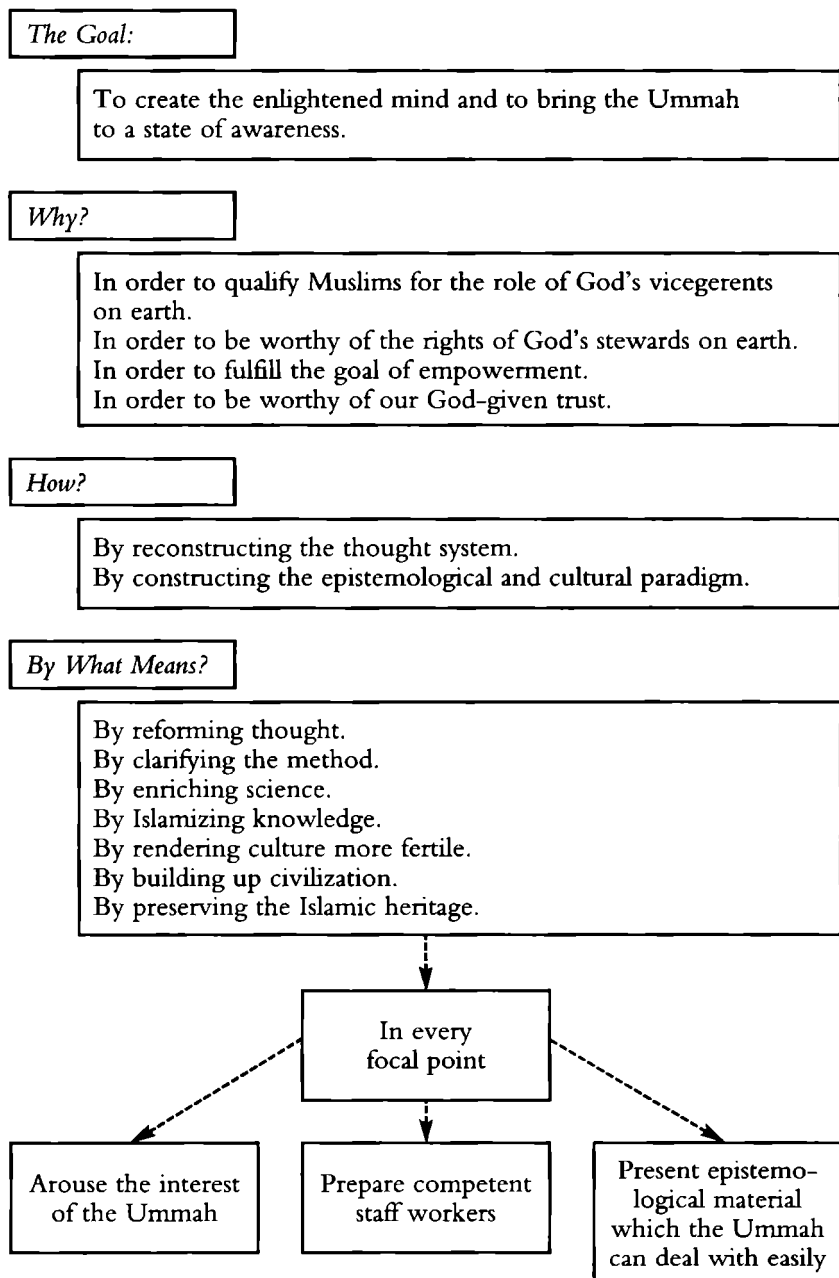 The Goal:
To create the enlightened mind and to bring the Ummah
to a state of awareness.
Why?
In order to qualify Muslims for the role of God's vicegerents
on earth.
In order to be worthy of the rights of God's stewards on earth.
In order to fulfill the goal of empowerment.
In order to be worthy of our God-given trust.
How?
By reconstructing the thought system.
By constructing the epistemological and cultural paradigm.
By What Means?
By reforming thought.
By clarifying the method.
By enriching science.
By Islamizing knowledge.
By rendering culture more fertile.
By building up civilization.
By preserving the Islamic heritage.
In every
focal point
Arouse the interest
of the Ummah
Prepare competent
staff workers
Present epistemo-
logical material
which the Ummah
can deal with easily